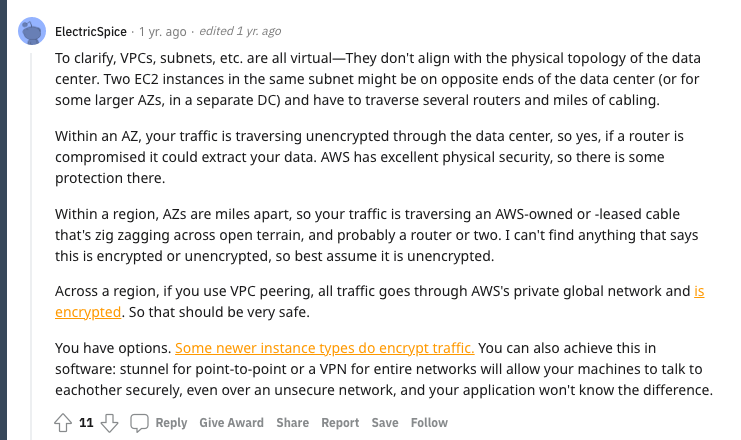 ElectricSpice · 1 yr. ago · edited 1 yr. ago
To clarify, VPCs, subnets, etc. are all virtual—They don't align with the physical topology of the data
center. Two EC2 instances in the same subnet might be on opposite ends of the data center (or for
some larger AZs, in a separate DC) and have to traverse several routers and miles of cabling.
Within an AZ, your traffic is traversing unencrypted through the data center, so yes, if a router is
compromised it could extract your data. AWS has excellent physical security, so there is some
protection there.
Within a region, AZs are miles apart, so your traffic is traversing an AWS-owned or -leased cable
that's zig zagging across open terrain, and probably a router or two. I can't find anything that says
this is encrypted or unencrypted, so best assume it is unencrypted.
Across a region, if you use VPC peering, all traffic goes through AWS's private global network and is
encrypted. So that should be very safe.
You have options. Some newer instance types do encrypt traffic. You can also achieve this in
software: stunnel for point-to-point or a VPN for entire networks will allow your machines to talk to
eachother securely, even over an unsecure network, and your application won't know the difference.
11 Reply Give Award Share Report Save Follow